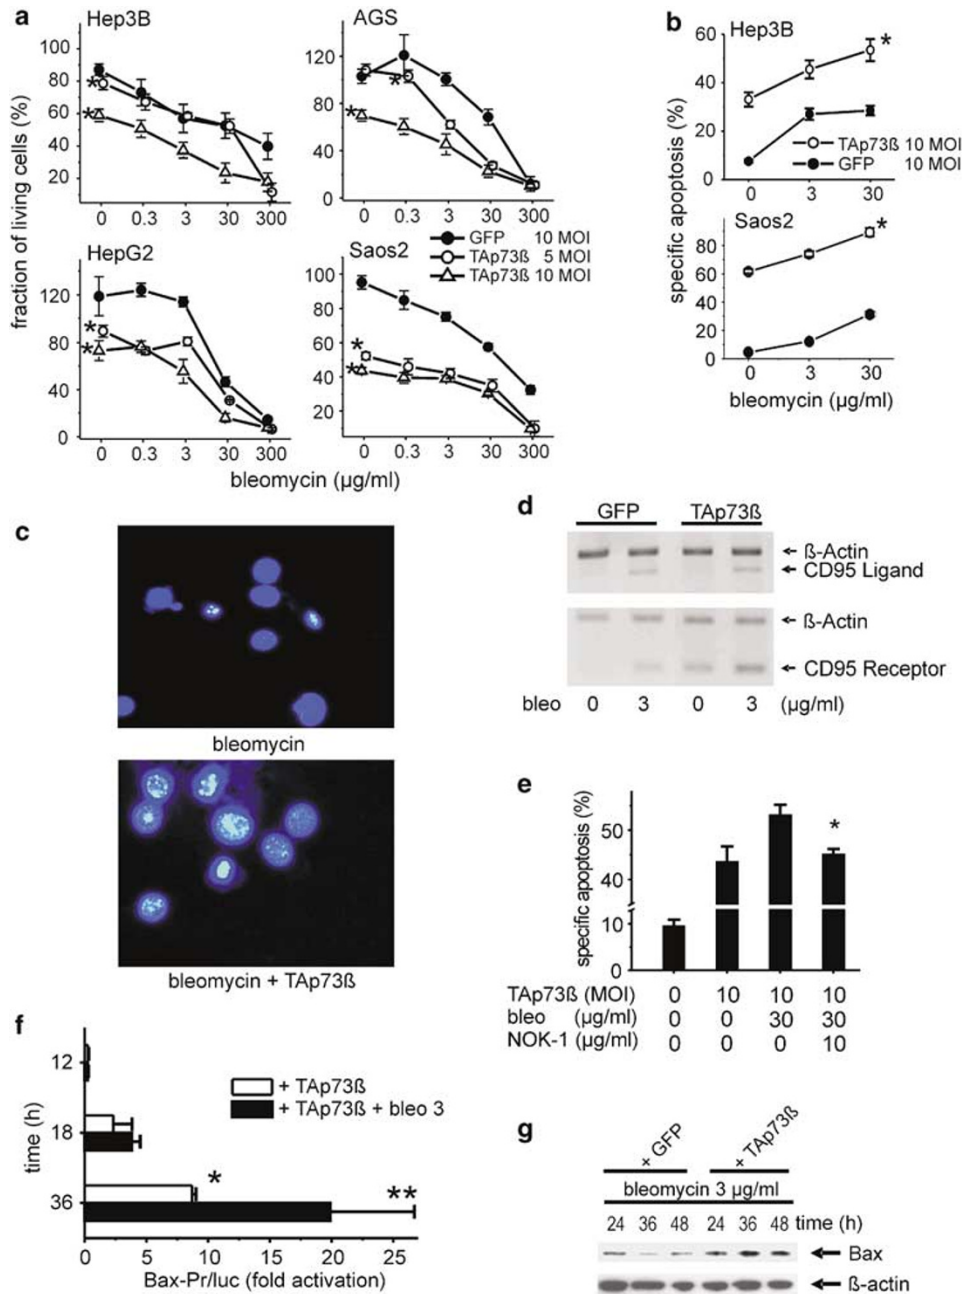 a
Hep3B
100
80
60
40
20
0 0.3 3 30 300
AGS
120
80
40
0
0 0.3 3 30 300
HepG2
120
80
40
0
0 0.3 3 30 300
Saos2
100
80
60
40
20
0 0.3 3 30 300
GFP 10 MOI
TAp73ß 5 MOI
TAp73ß 10 MOI
fraction of living cells (%)
bleomycin (µg/ml)
b
Hep3B
60
40
20
0
0 3 30
TAp73ß 10 MOI
GFP 10 MOI
Saos2
80
60
40
20
0
0 3 30
specific apoptosis (%)
bleomycin (µg/ml)
c
bleomycin
bleomycin + TAp73ß
d
GFP TAp73ß
ß-Actin
CD95 Ligand
ß-Actin
CD95 Receptor
bleo 0 3 0 3 (µg/ml)
e
specific apoptosis (%)
50
40
10
0
*
TAp73ß (MOI) 0 10 10 10
bleo (µg/ml) 0 0 30 30
NOK-1 (µg/ml) 0 0 0 10
f
time (h)
12
18
36
+ TAp73ß
+ TAp73ß + bleo 3
*
**
0 5 10 15 20 25
Bax-Pr/luc (fold activation)
g
+ GFP + TAp73ß
bleomycin 3 µg/ml
24 36 48 24 36 48 time (h)
Bax
ß-actin